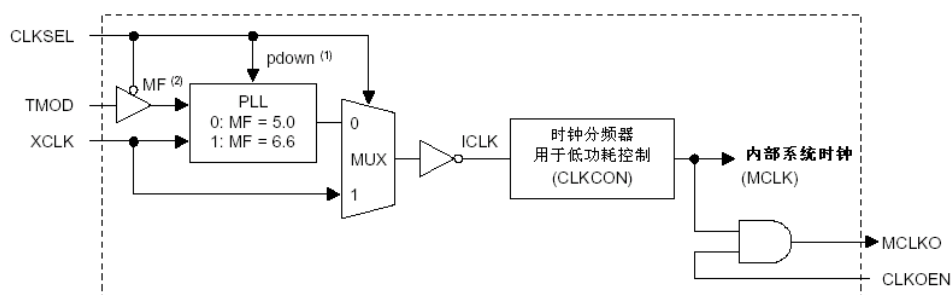 CLKSEL
pdown (1)
MF (2)
TMOD
PLL
0: MF = 5.0
1: MF = 6.6
XCLK
0
MUX
1
ICLK
时钟分频器
用于低功耗控制
(CLKCON)
内部系统时钟
(MCLK)
MCLKO
CLKOEN